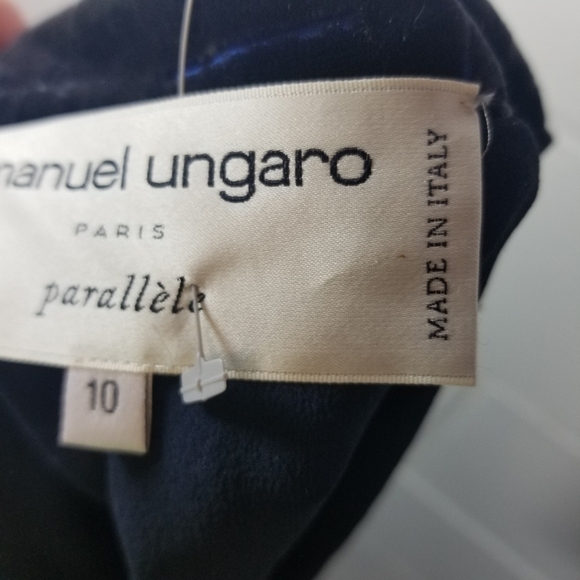 manuel ungaro
PARIS
parallèle
MADE IN ITALY
10